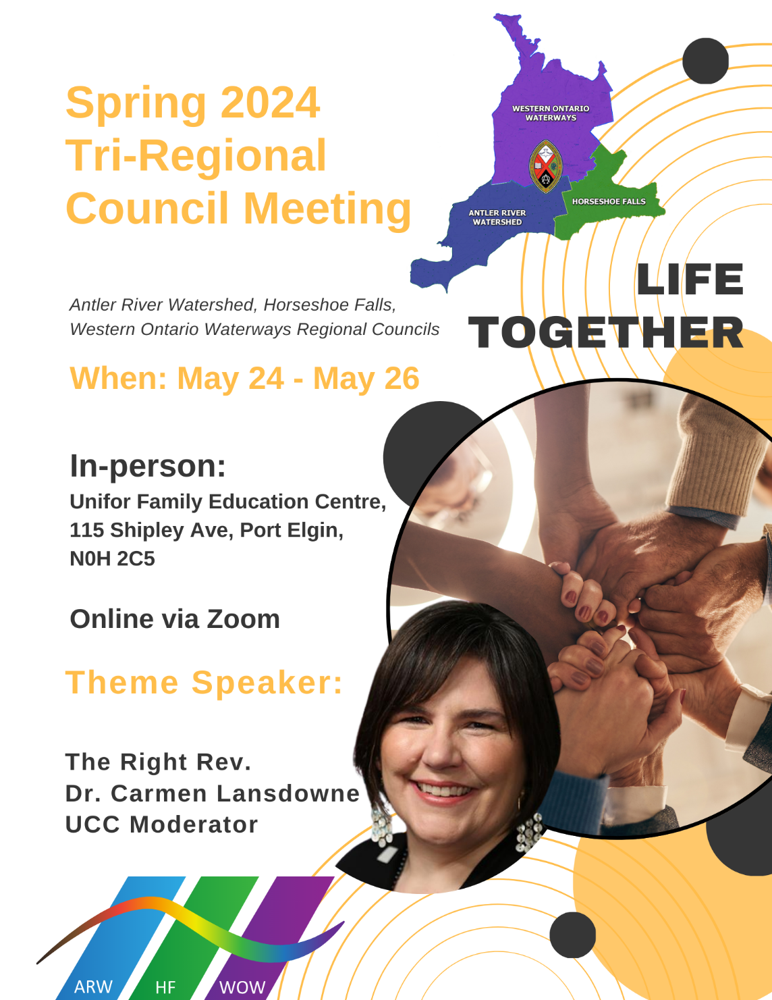 Spring 2024
Tri-Regional
Council Meeting
WESTERN ONTARIO
WATERWAYS
HORSESHOE FALLS
ANTLER RIVER
WATERSHED
LIFE
TOGETHER
Antler River Watershed, Horseshoe Falls,
Western Ontario Waterways Regional Councils
When: May 24 - May 26
In-person:
Unifor Family Education Centre,
115 Shipley Ave, Port Elgin,
N0H 2C5
Online via Zoom
Theme Speaker:
The Right Rev.
Dr. Carmen Lansdowne
UCC Moderator
ARW
HF
WOW